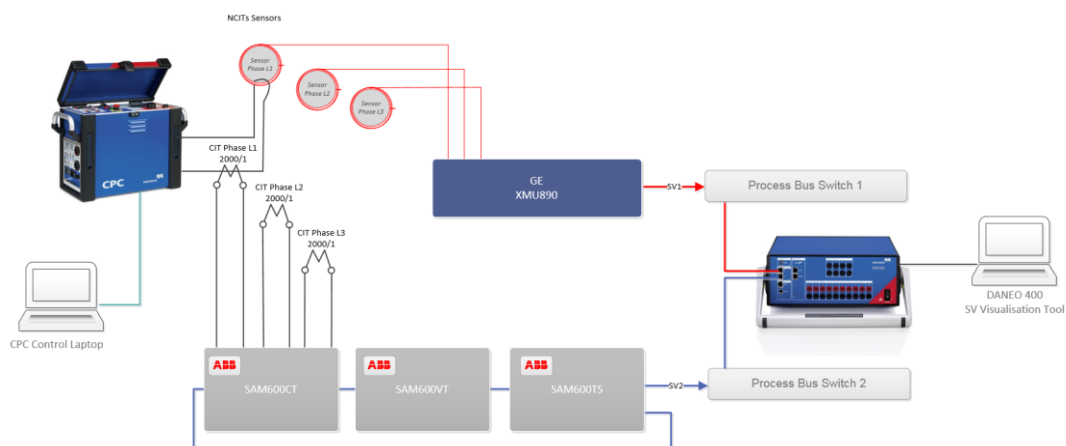 NCITs Sensors
Sensor
Phase L1
Sensor
Phase L2
Sensor
Phase L3
CPC
CIT Phase L1
2000/1
CIT Phase L2
2000/1
CIT Phase L3
2000/1
GE
XMU890
SV1
Process Bus Switch 1
DANEO 400
SV Visualisation Tool
CPC Control Laptop
ABB
SAM600CT
ABB
SAM600VT
ABB
SAM600TS
SV2
Process Bus Switch 2